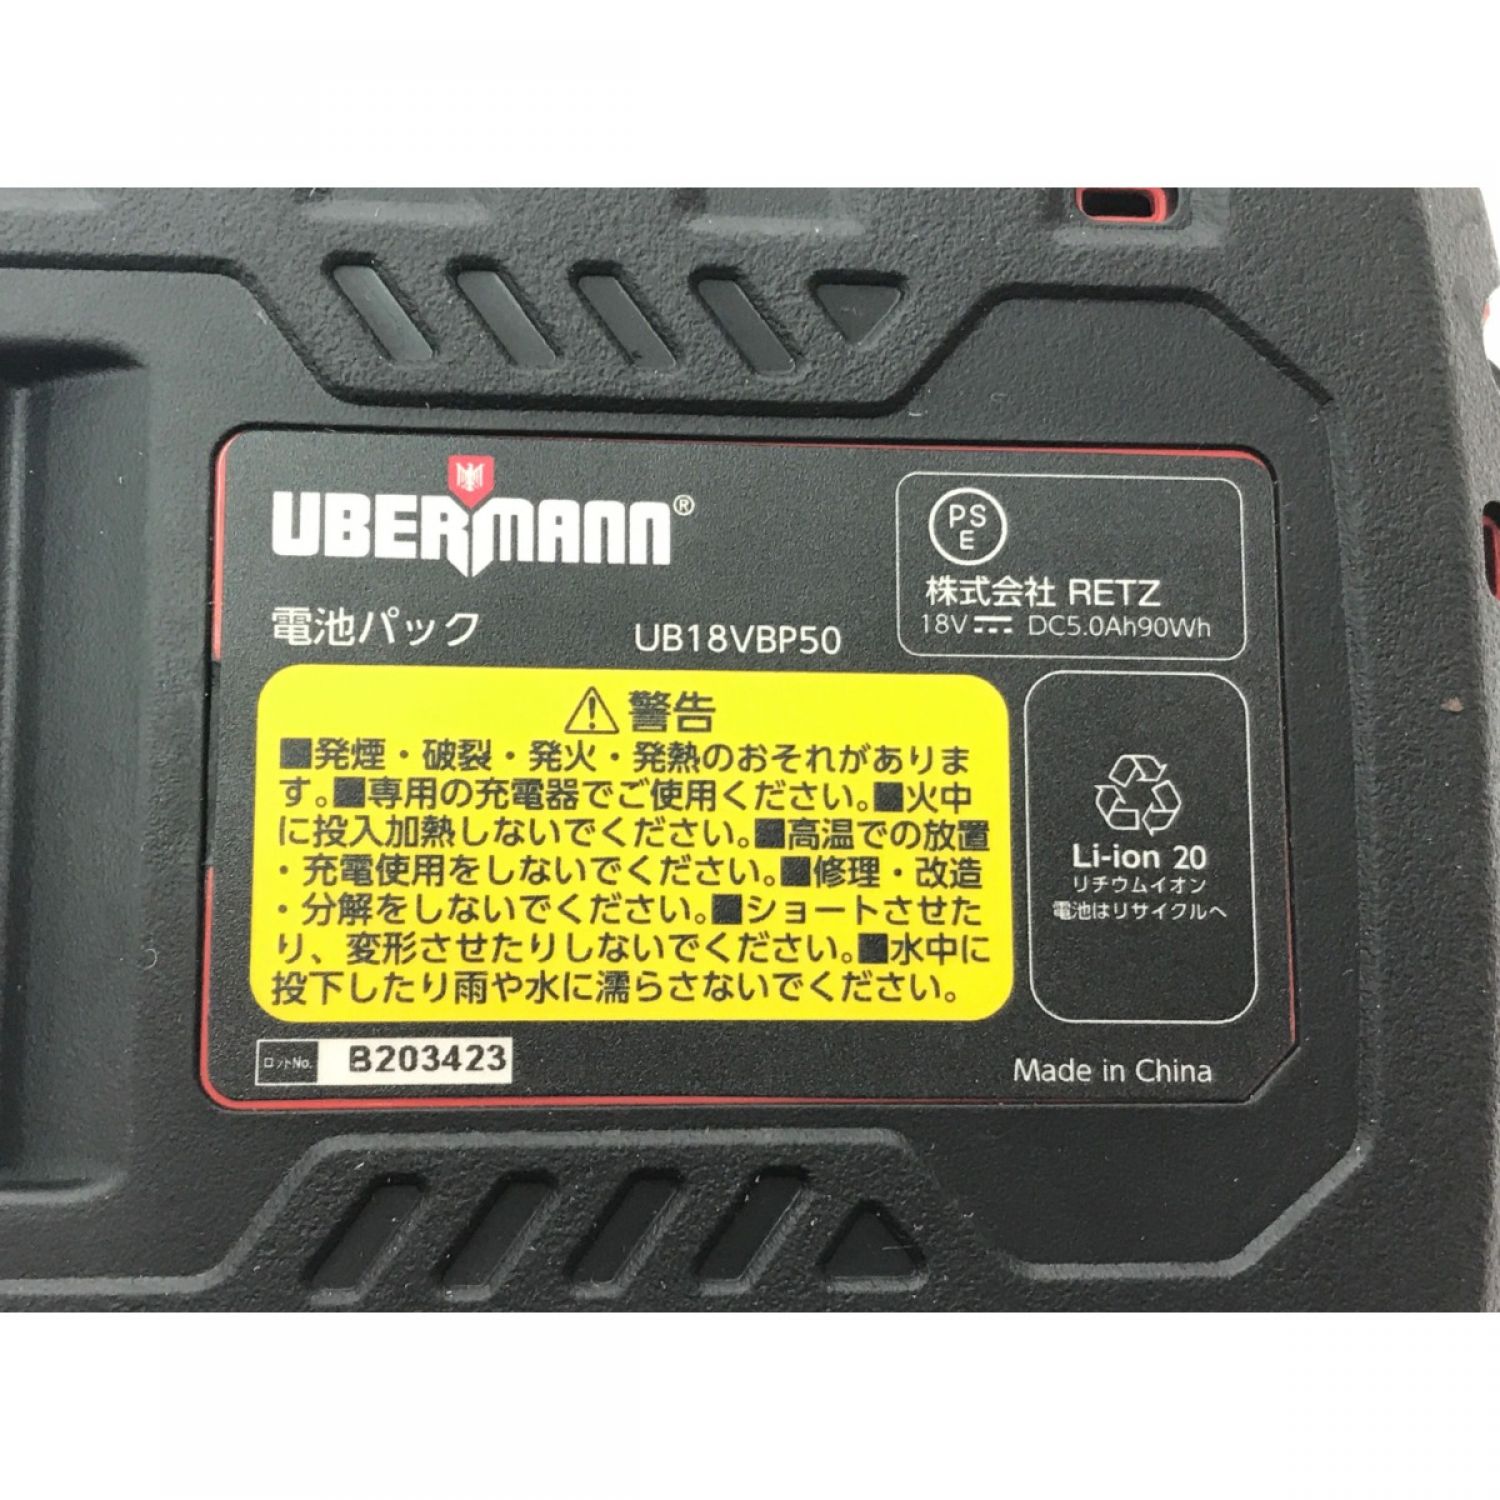 UBERMANN®
電池パック UB18VBP50
PS
E
株式会社 RETZ
18V⎓ DC5.0Ah90Wh
⚠警告
■発煙・破裂・発火・発熱のおそれがありま
す。■専用の充電器でご使用ください。■火中
に投入加熱しないでください。■高温での放置
・充電使用をしないでください。■修理・改造
・分解をしないでください。■ショートさせた
り、変形させたりしないでください。■水中に
投下したり雨や水に濡らさないでください。
Li-ion 20
リチウムイオン
電池はリサイクルへ
ロットNo. B203423
Made in China